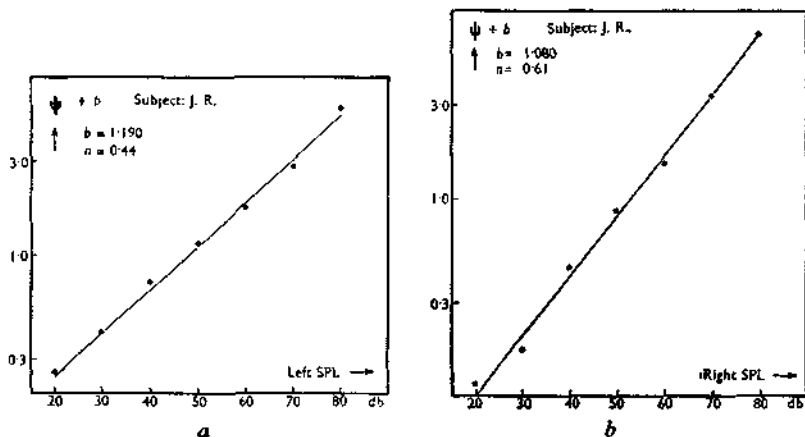 ψ + b Subject: J. R.
b = 1·190
n = 0·44
3·0
1·0
0·3
Left SPL →
20 30 40 50 60 70 80 db
a
ψ + b Subject: J. R.
b = 1·080
n = 0·61
3·0
1·0
0·3
Right SPL →
20 30 40 50 60 70 80 db
b